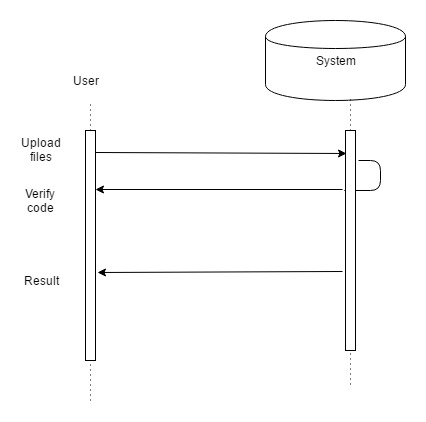 System
User
Upload
files
Verify
code
Result